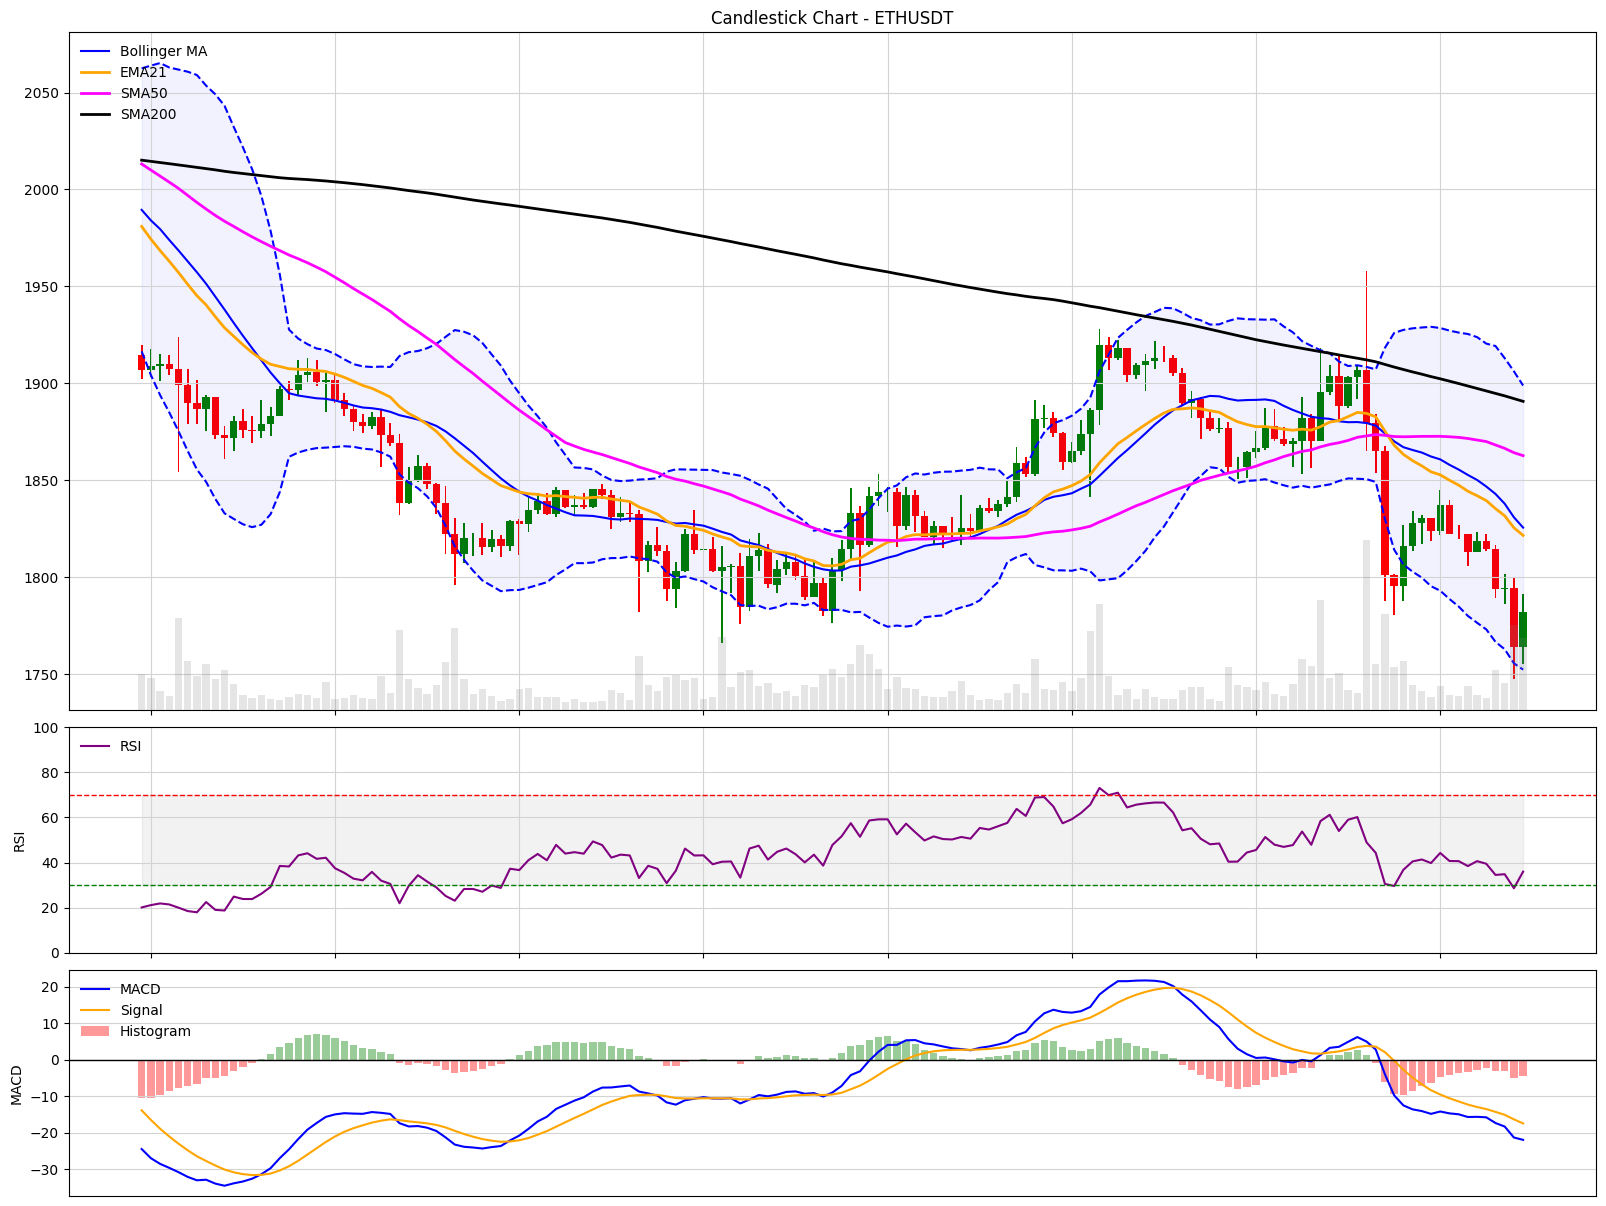 Candlestick Chart - ETHUSDT
Bollinger MA
EMA21
SMA50
SMA200
2050
2000
1950
1900
1850
1800
1750
RSI
100
80
60
40
20
0
RSI
MACD
Signal
Histogram
20
10
0
−10
−20
−30
MACD